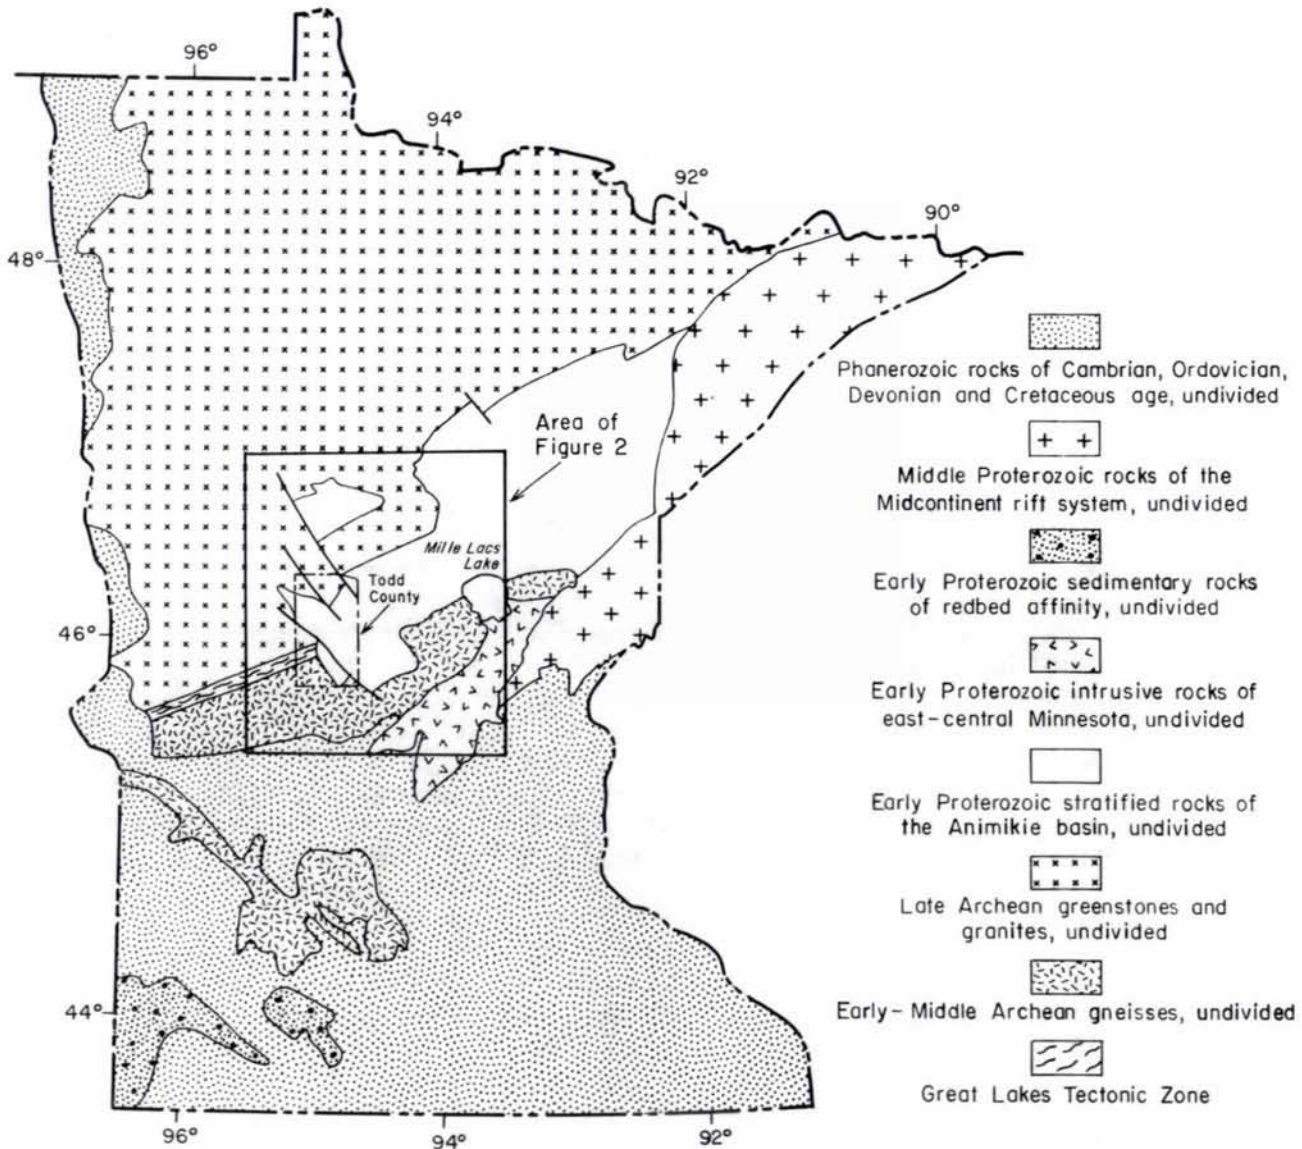 96°
94°
92°
90°
48°
Area of
Figure 2
Mille Lacs
Lake
Todd
County
46°
44°
96°
94°
92°
Phanerozoic rocks of Cambrian, Ordovician,
Devonian and Cretaceous age, undivided
Middle Proterozoic rocks of the
Midcontinent rift system, undivided
Early Proterozoic sedimentary rocks
of redbed affinity, undivided
Early Proterozoic intrusive rocks of
east-central Minnesota, undivided
Early Proterozoic stratified rocks of
the Animikie basin, undivided
Late Archean greenstones and
granites, undivided
Early-Middle Archean gneisses, undivided
Great Lakes Tectonic Zone